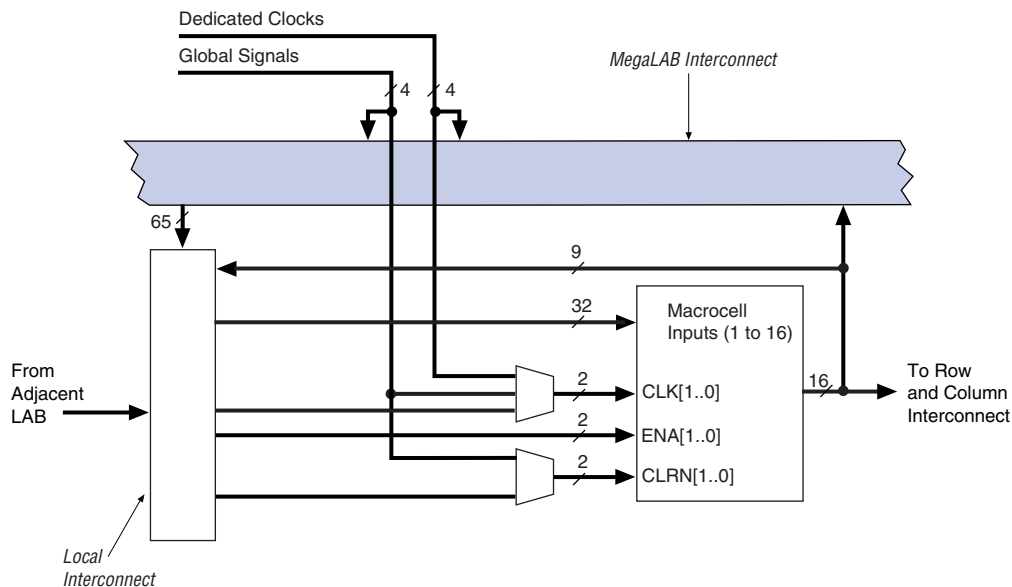 Dedicated Clocks
Global Signals
MegaLAB Interconnect
4
4
65
9
32
Macrocell
Inputs (1 to 16)
From
Adjacent
LAB
2
CLK[1..0]
16
To Row
and Column
Interconnect
2
ENA[1..0]
2
CLRN[1..0]
Local
Interconnect